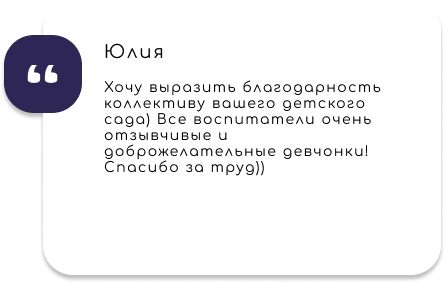 “
Юлия
Хочу выразить благодарность
коллективу вашего детского
сада) Все воспитатели очень
отзывчивые и
доброжелательные девчонки!
Спасибо за труд))